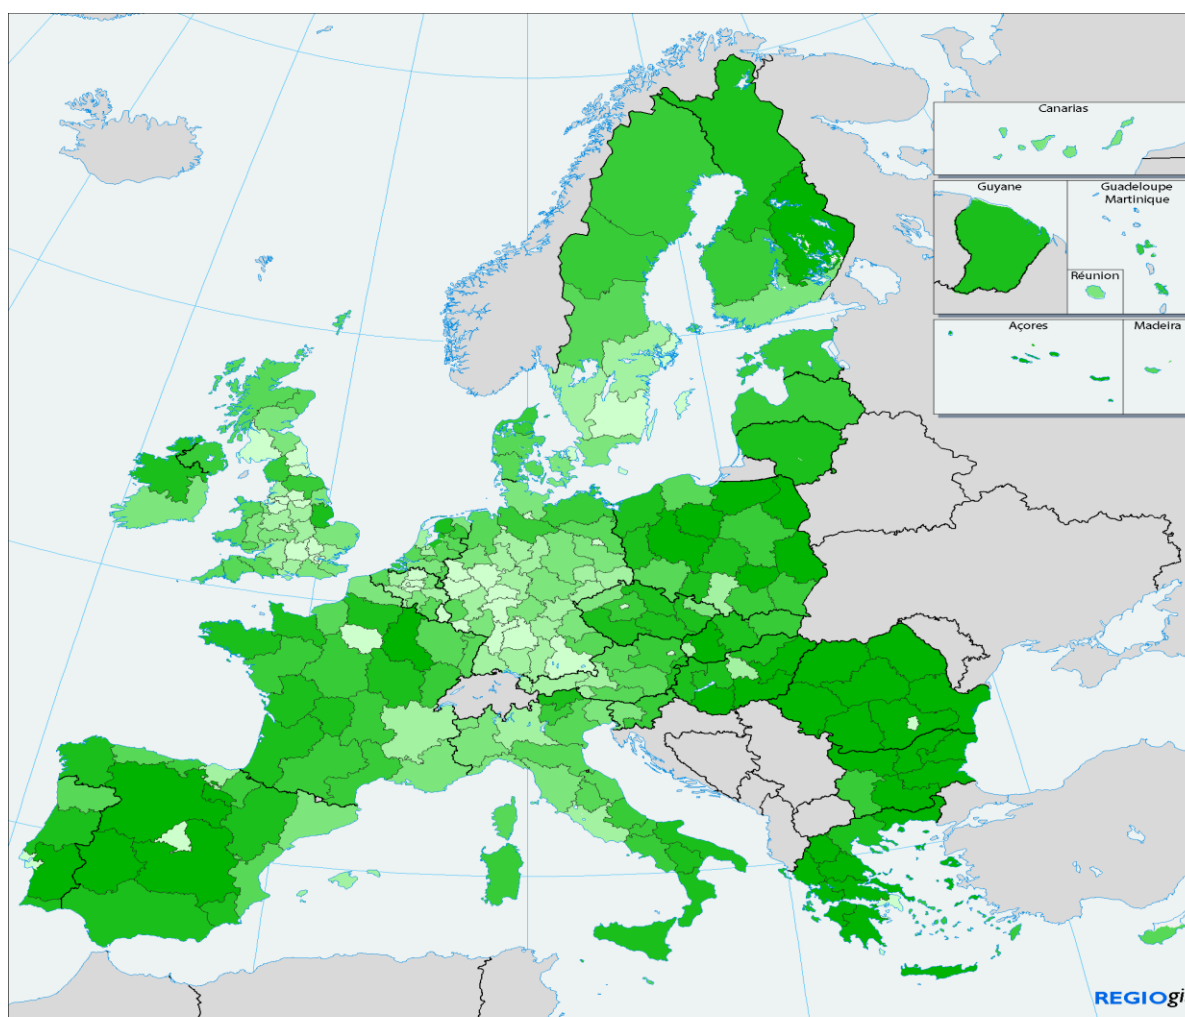 Canarias
Guyane
Guadeloupe
Martinique
Réunion
Açores
Madeira
REGIOgi